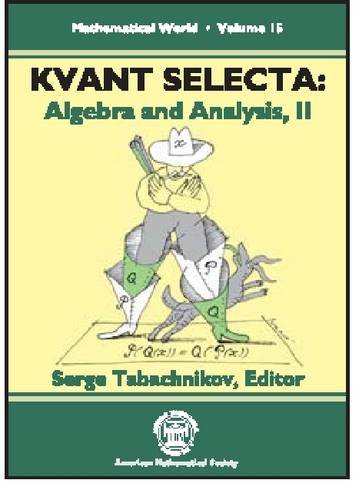 Mathematical World • Volume 15
KVANT SELECTA:
Algebra and Analysis, II
x
Q
P
P
Q
P(Q(x)) = Q(P(x))
Serge Tabachnikov, Editor
American Mathematical Society